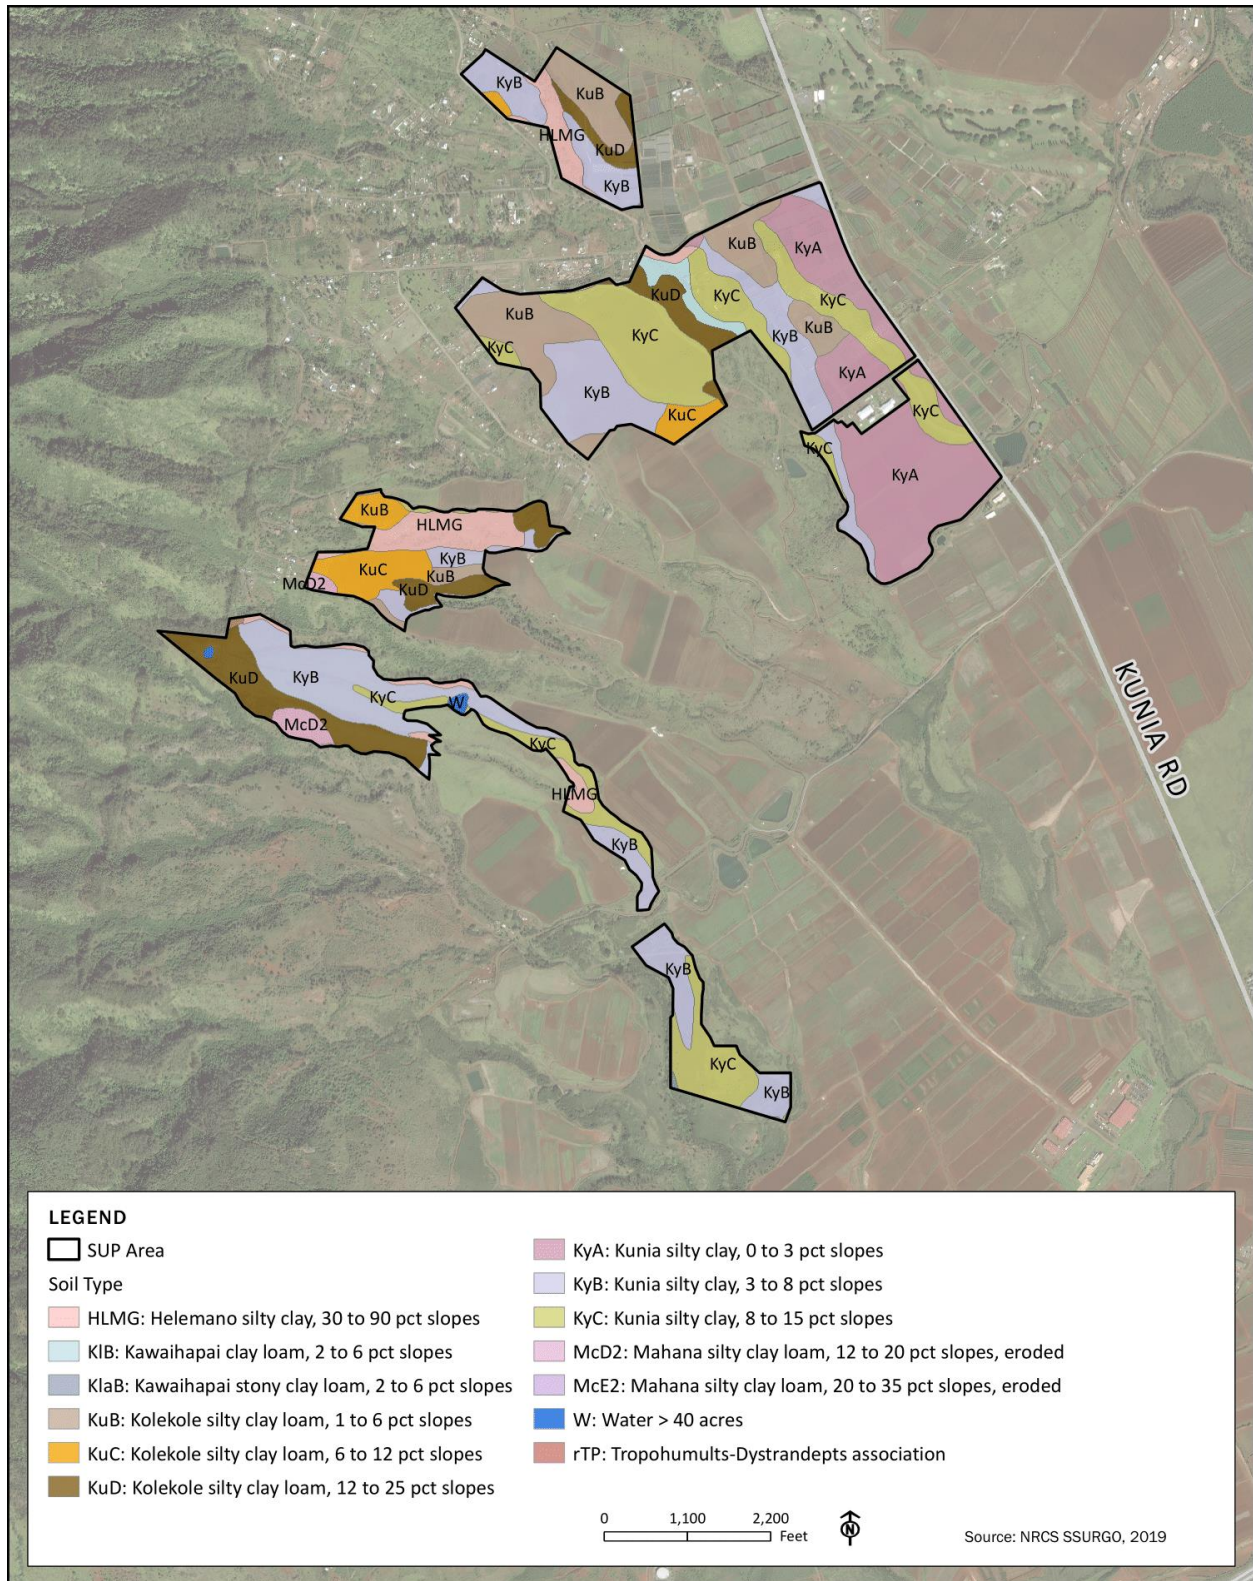 KyB
KuB
HLMG
KuD
KyB
KuB
KyA
KuD
KyC
KyC
KuB
KyC
KyB
KuB
KyC
KyA
KyB
KuC
KyC
KyC
KyA
KuB
HLMG
KyB
KuC
KuB
McD2
KuD
KUNIA RD
KuD
KyB
KyC
W
McD2
KyC
HLMG
KyB
KyB
KyC
KyB
LEGEND
SUP Area
Soil Type
HLMG: Helemano silty clay, 30 to 90 pct slopes
KlB: Kawaihapai clay loam, 2 to 6 pct slopes
KlaB: Kawaihapai stony clay loam, 2 to 6 pct slopes
KuB: Kolekole silty clay loam, 1 to 6 pct slopes
KuC: Kolekole silty clay loam, 6 to 12 pct slopes
KuD: Kolekole silty clay loam, 12 to 25 pct slopes
KyA: Kunia silty clay, 0 to 3 pct slopes
KyB: Kunia silty clay, 3 to 8 pct slopes
KyC: Kunia silty clay, 8 to 15 pct slopes
McD2: Mahana silty clay loam, 12 to 20 pct slopes, eroded
McE2: Mahana silty clay loam, 20 to 35 pct slopes, eroded
W: Water > 40 acres
rTP: Tropohumults-Dystrandepts association
0 1,100 2,200
Feet
N
Source: NRCS SSURGO, 2019